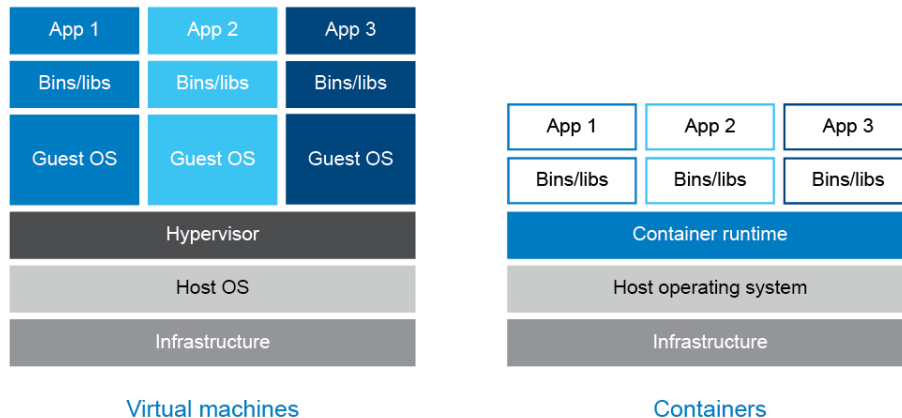 App 1
App 2
App 3
Bins/libs
Bins/libs
Bins/libs
Guest OS
Guest OS
Guest OS
Hypervisor
Host OS
Infrastructure
Virtual machines
App 1
App 2
App 3
Bins/libs
Bins/libs
Bins/libs
Container runtime
Host operating system
Infrastructure
Containers